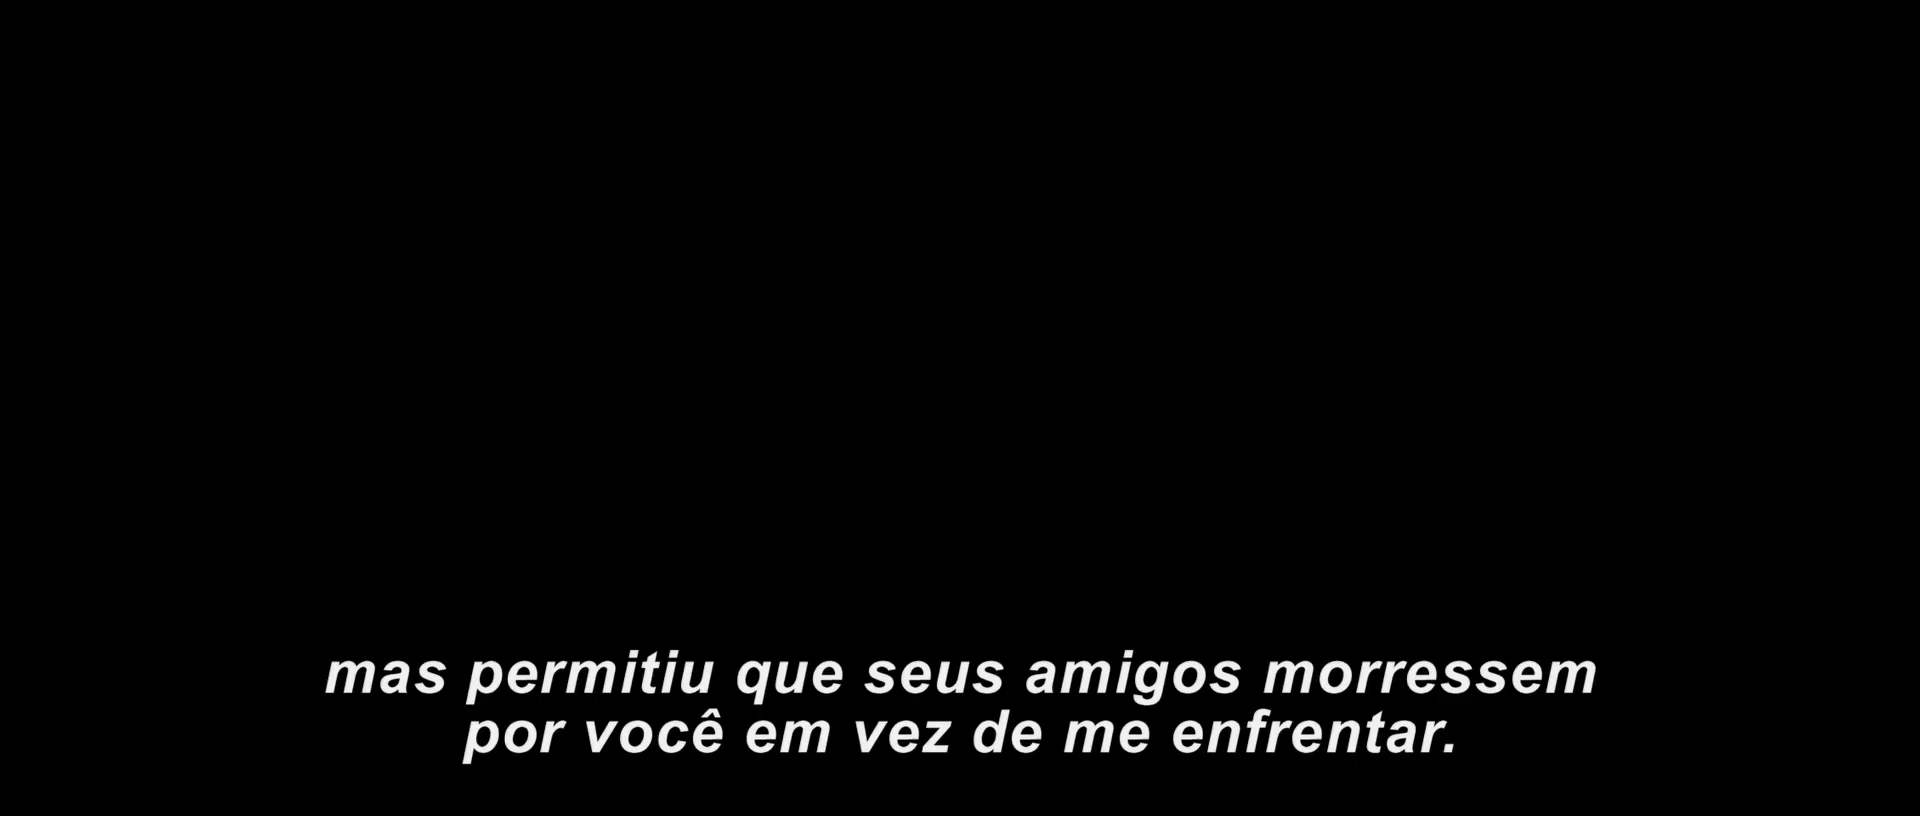 mas permitiu que seus amigos morressem
por você em vez de me enfrentar.